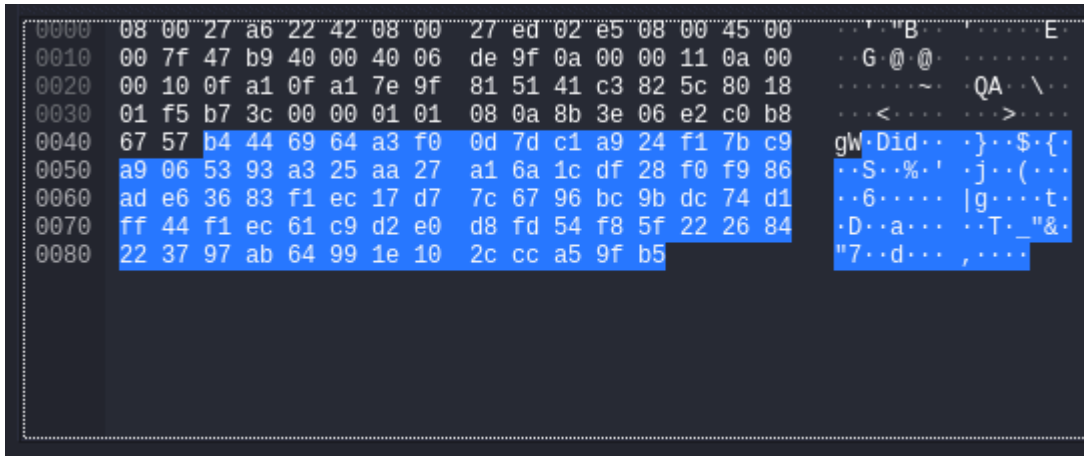 0000 08 00 27 a6 22 42 08 00 27 ed 02 e5 08 00 45 00 ··'·"B·· '·····E·
0010 00 7f 47 b9 40 00 40 06 de 9f 0a 00 00 11 0a 00 ··G·@·@· ········
0020 00 10 0f a1 0f a1 7e 9f 81 51 41 c3 82 5c 80 18 ······~· ·QA··\··
0030 01 f5 b7 3c 00 00 01 01 08 0a 8b 3e 06 e2 c0 b8 ···<···· ···>····
0040 67 57 b4 44 69 64 a3 f0 0d 7d c1 a9 24 f1 7b c9 gW·Did·· ·}··$·{·
0050 a9 06 53 93 a3 25 aa 27 a1 6a 1c df 28 f0 f9 86 ··S··%·' ·j··(···
0060 ad e6 36 83 f1 ec 17 d7 7c 67 96 bc 9b dc 74 d1 ··6····· |g····t·
0070 ff 44 f1 ec 61 c9 d2 e0 d8 fd 54 f8 5f 22 26 84 ·D··a··· ··T·_"&·
0080 22 37 97 ab 64 99 1e 10 2c cc a5 9f b5 "7··d··· ,····